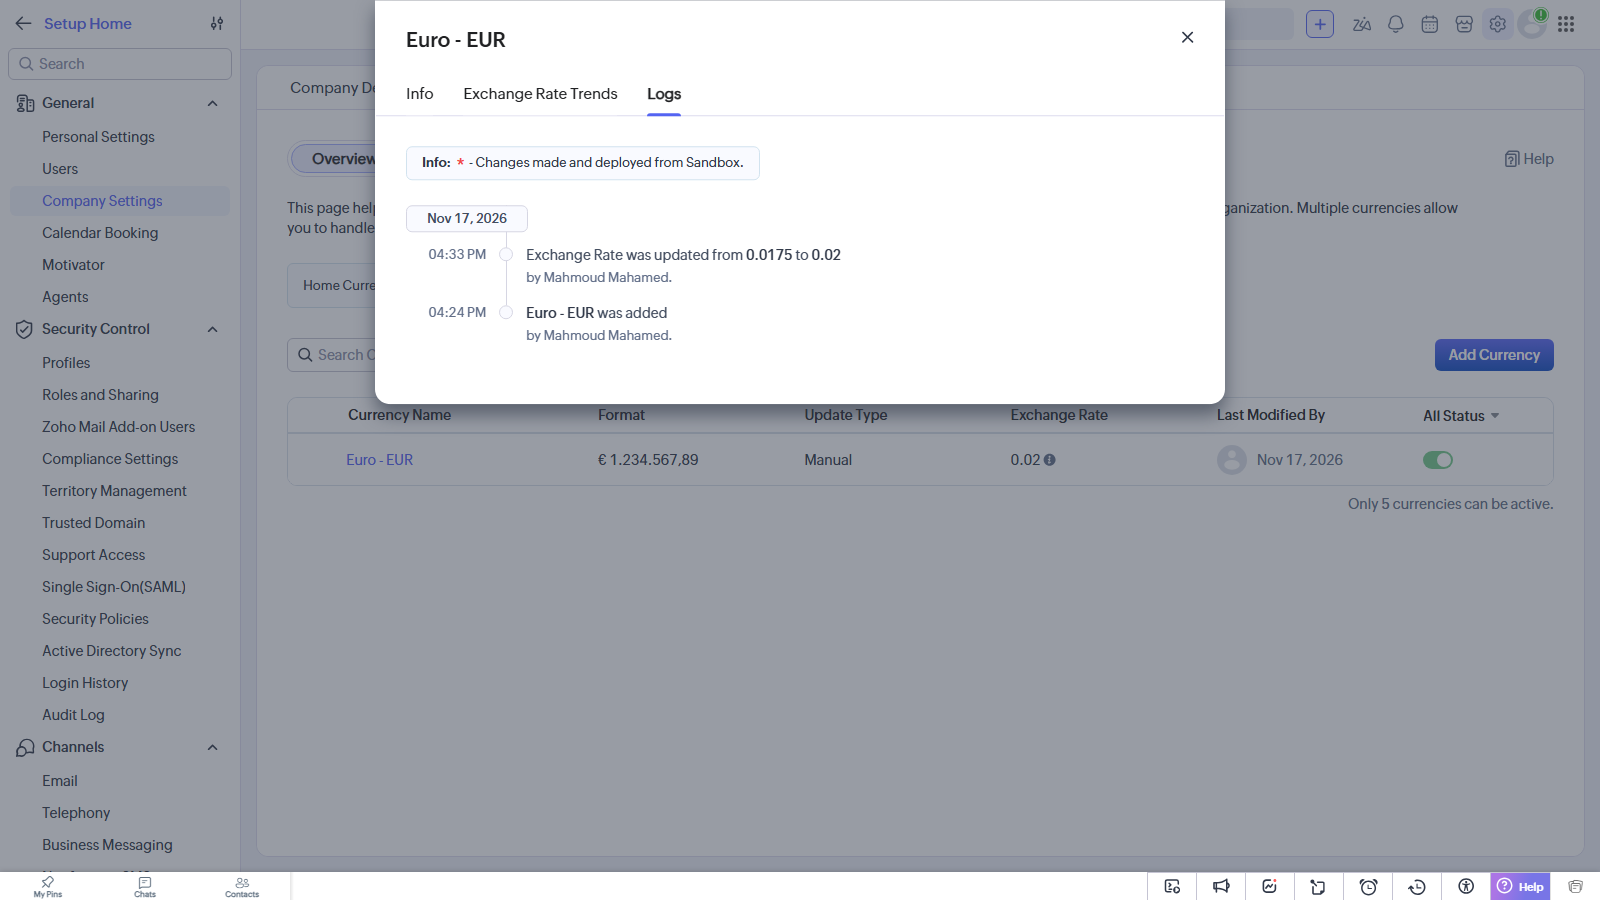 Setup Home
Search
General
Personal Settings
Users
Company Settings
Calendar Booking
Motivator
Agents
Security Control
Profiles
Roles and Sharing
Zoho Mail Add-on Users
Compliance Settings
Territory Management
Trusted Domain
Support Access
Single Sign-On(SAML)
Security Policies
Active Directory Sync
Login History
Audit Log
Channels
Email
Telephony
Business Messaging
Euro - EUR
Info
Exchange Rate Trends
Logs
Info: * - Changes made and deployed from Sandbox.
Nov 17, 2026
04:33 PM
Exchange Rate was updated from 0.0175 to 0.02
by Mahmoud Mahamed.
04:24 PM
Euro - EUR was added
by Mahmoud Mahamed.
Company
Overview
Help
This page
Multiple currencies allow
you to handle
Home
Search
Add Currency
Currency Name
Format
Update Type
Exchange Rate
Last Modified By
All Status
Euro - EUR
€ 1.234.567,89
Manual
0.02
Nov 17, 2026
Only 5 currencies can be active.
My Pins
Chats
Contacts
Help